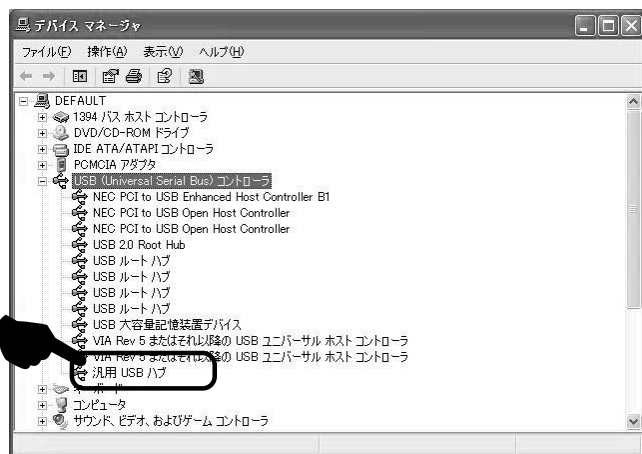 デバイス マネージャ
ファイル(F) 操作(A) 表示(V) ヘルプ(H)
DEFAULT
1394 バス ホスト コントローラ
DVD/CD-ROM ドライブ
IDE ATA/ATAPI コントローラ
PCMCIA アダプタ
USB (Universal Serial Bus) コントローラ
NEC PCI to USB Enhanced Host Controller B1
NEC PCI to USB Open Host Controller
NEC PCI to USB Open Host Controller
USB 2.0 Root Hub
USB ルート ハブ
USB ルート ハブ
USB ルート ハブ
USB ルート ハブ
USB 大容量記憶装置デバイス
VIA Rev 5 またはそれ以降の USB ユニバーサル ホスト コントローラ
VIA Rev 5 またはそれ以降の USB ユニバーサル ホスト コントローラ
汎用 USB ハブ
キーボード
コンピュータ
サウンド、ビデオ、およびゲーム コントローラ